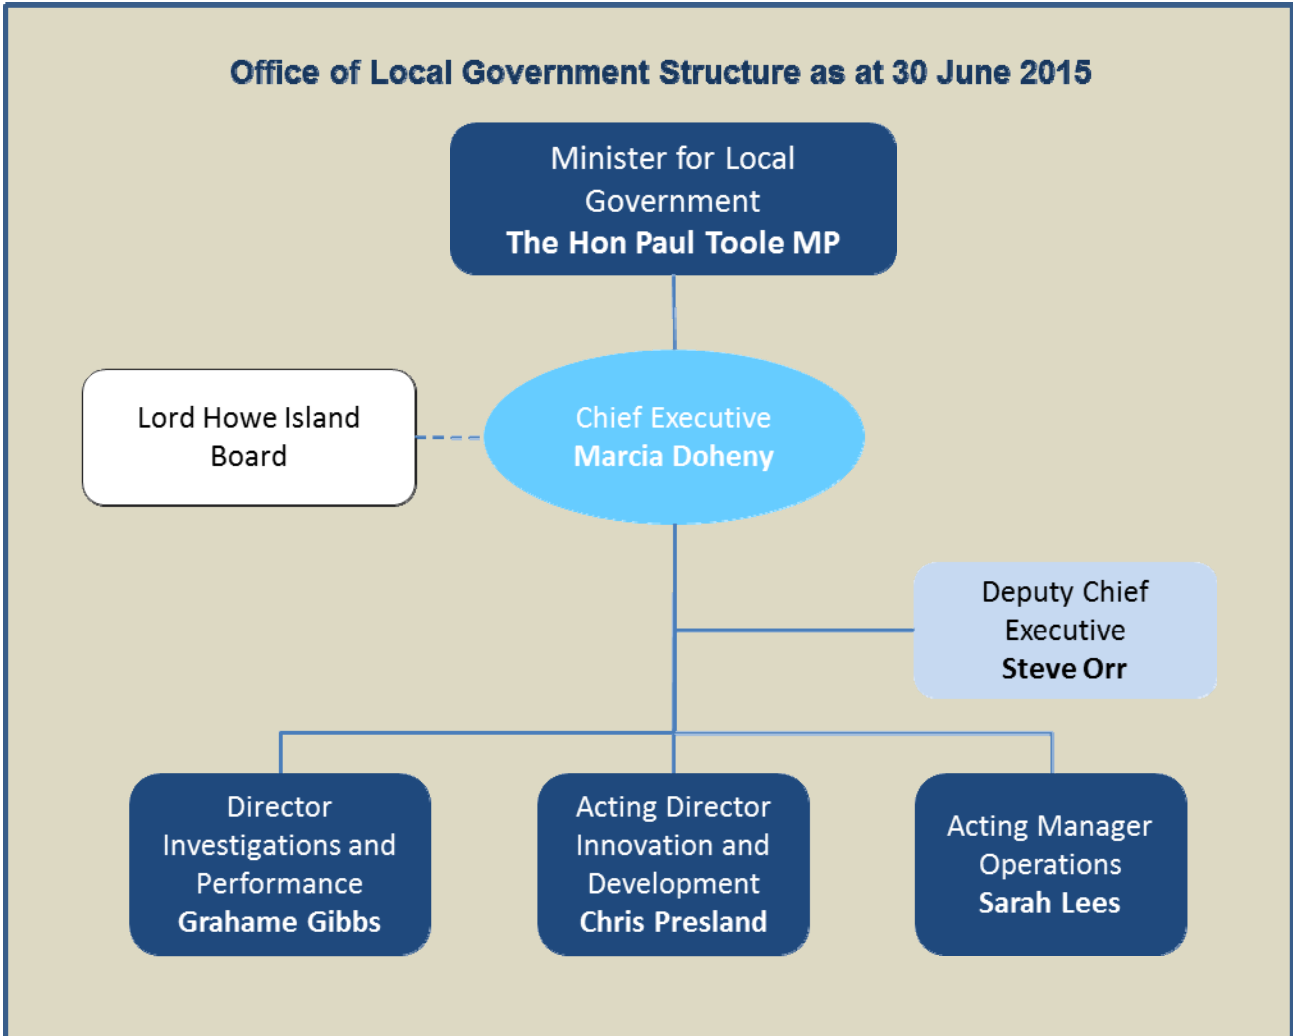 Office of Local Government Structure as at 30 June 2015
Minister for Local
Government
The Hon Paul Toole MP
Lord Howe Island
Board
Chief Executive
Marcia Doheny
Deputy Chief
Executive
Steve Orr
Director
Investigations and
Performance
Grahame Gibbs
Acting Director
Innovation and
Development
Chris Presland
Acting Manager
Operations
Sarah Lees